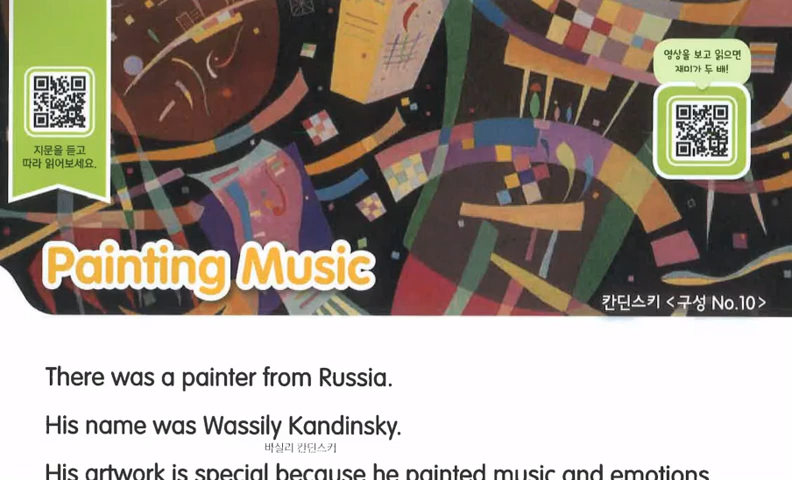 지문을 듣고
따라 읽어보세요.
영상을 보고 읽으면
재미가 두 배!
Painting Music
칸딘스키 <구성 No.10>
There was a painter from Russia.
His name was Wassily Kandinsky.
바실리 칸딘스키
His artwork is special because he painted music and emotions